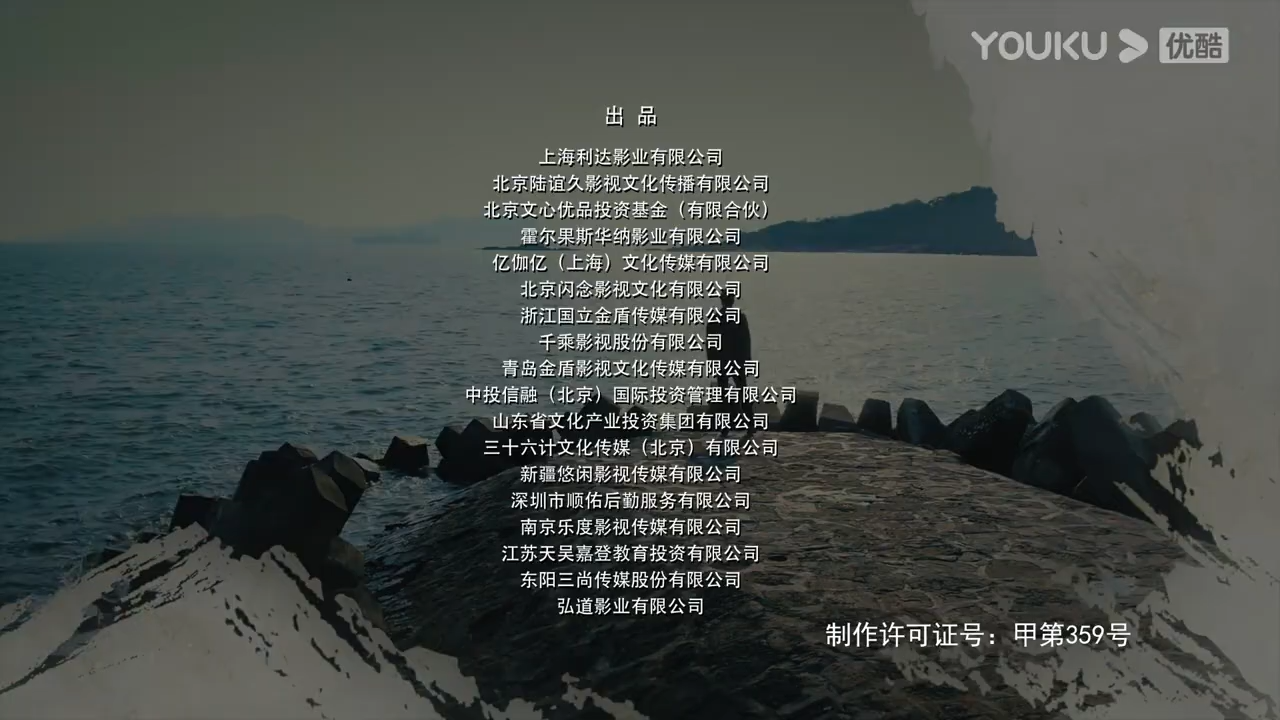 YOUKU 优酷
出 品
上海利达影业有限公司
北京陆谊久影视文化传播有限公司
北京文心优品投资基金（有限合伙）
霍尔果斯华纳影业有限公司
亿伽亿（上海）文化传媒有限公司
北京闪念影视文化有限公司
浙江国立金盾传媒有限公司
千乘影视股份有限公司
青岛金盾影视文化传媒有限公司
中投信融（北京）国际投资管理有限公司
山东省文化产业投资集团有限公司
三十六计文化传媒（北京）有限公司
新疆悠闲影视传媒有限公司
深圳市顺佑后勤服务有限公司
南京乐度影视传媒有限公司
江苏天吴嘉登教育投资有限公司
东阳三尚传媒股份有限公司
弘道影业有限公司
制作许可证号：甲第359号